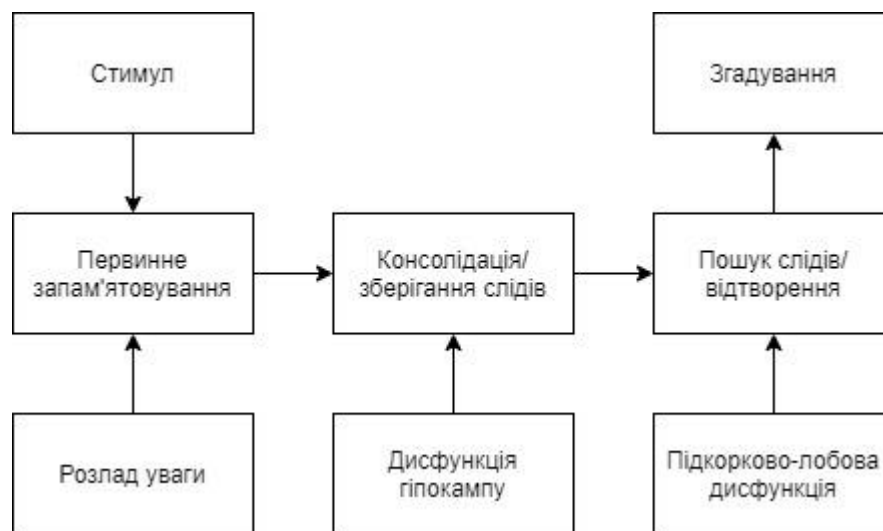 Стимул
Згадування
Первинне
запам'ятовування
Консолідація/
зберігання слідів
Пошук слідів/
відтворення
Розлад уваги
Дисфункція
гіпокампу
Підкорково-лобова
дисфункція